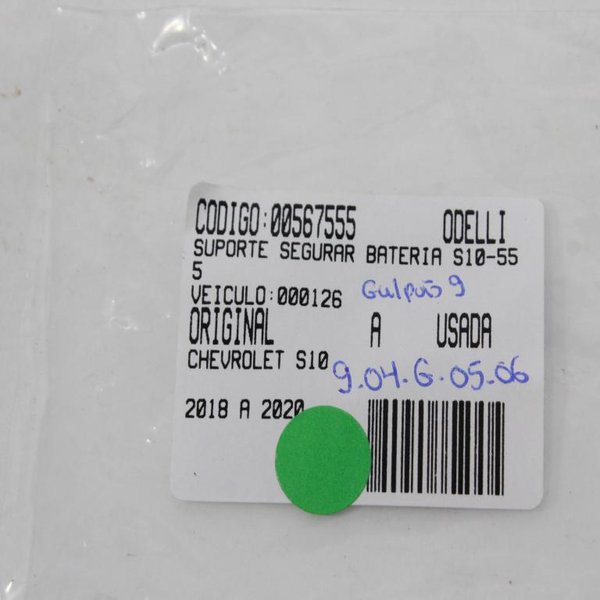 CODIGO:00567555 ODELLI
SUPORTE SEGURAR BATERIA S10-55
5
VEICULO:000126 Galpão 9
ORIGINAL A USADA
CHEVROLET S10 9.04.G.05.06
2018 A 2020